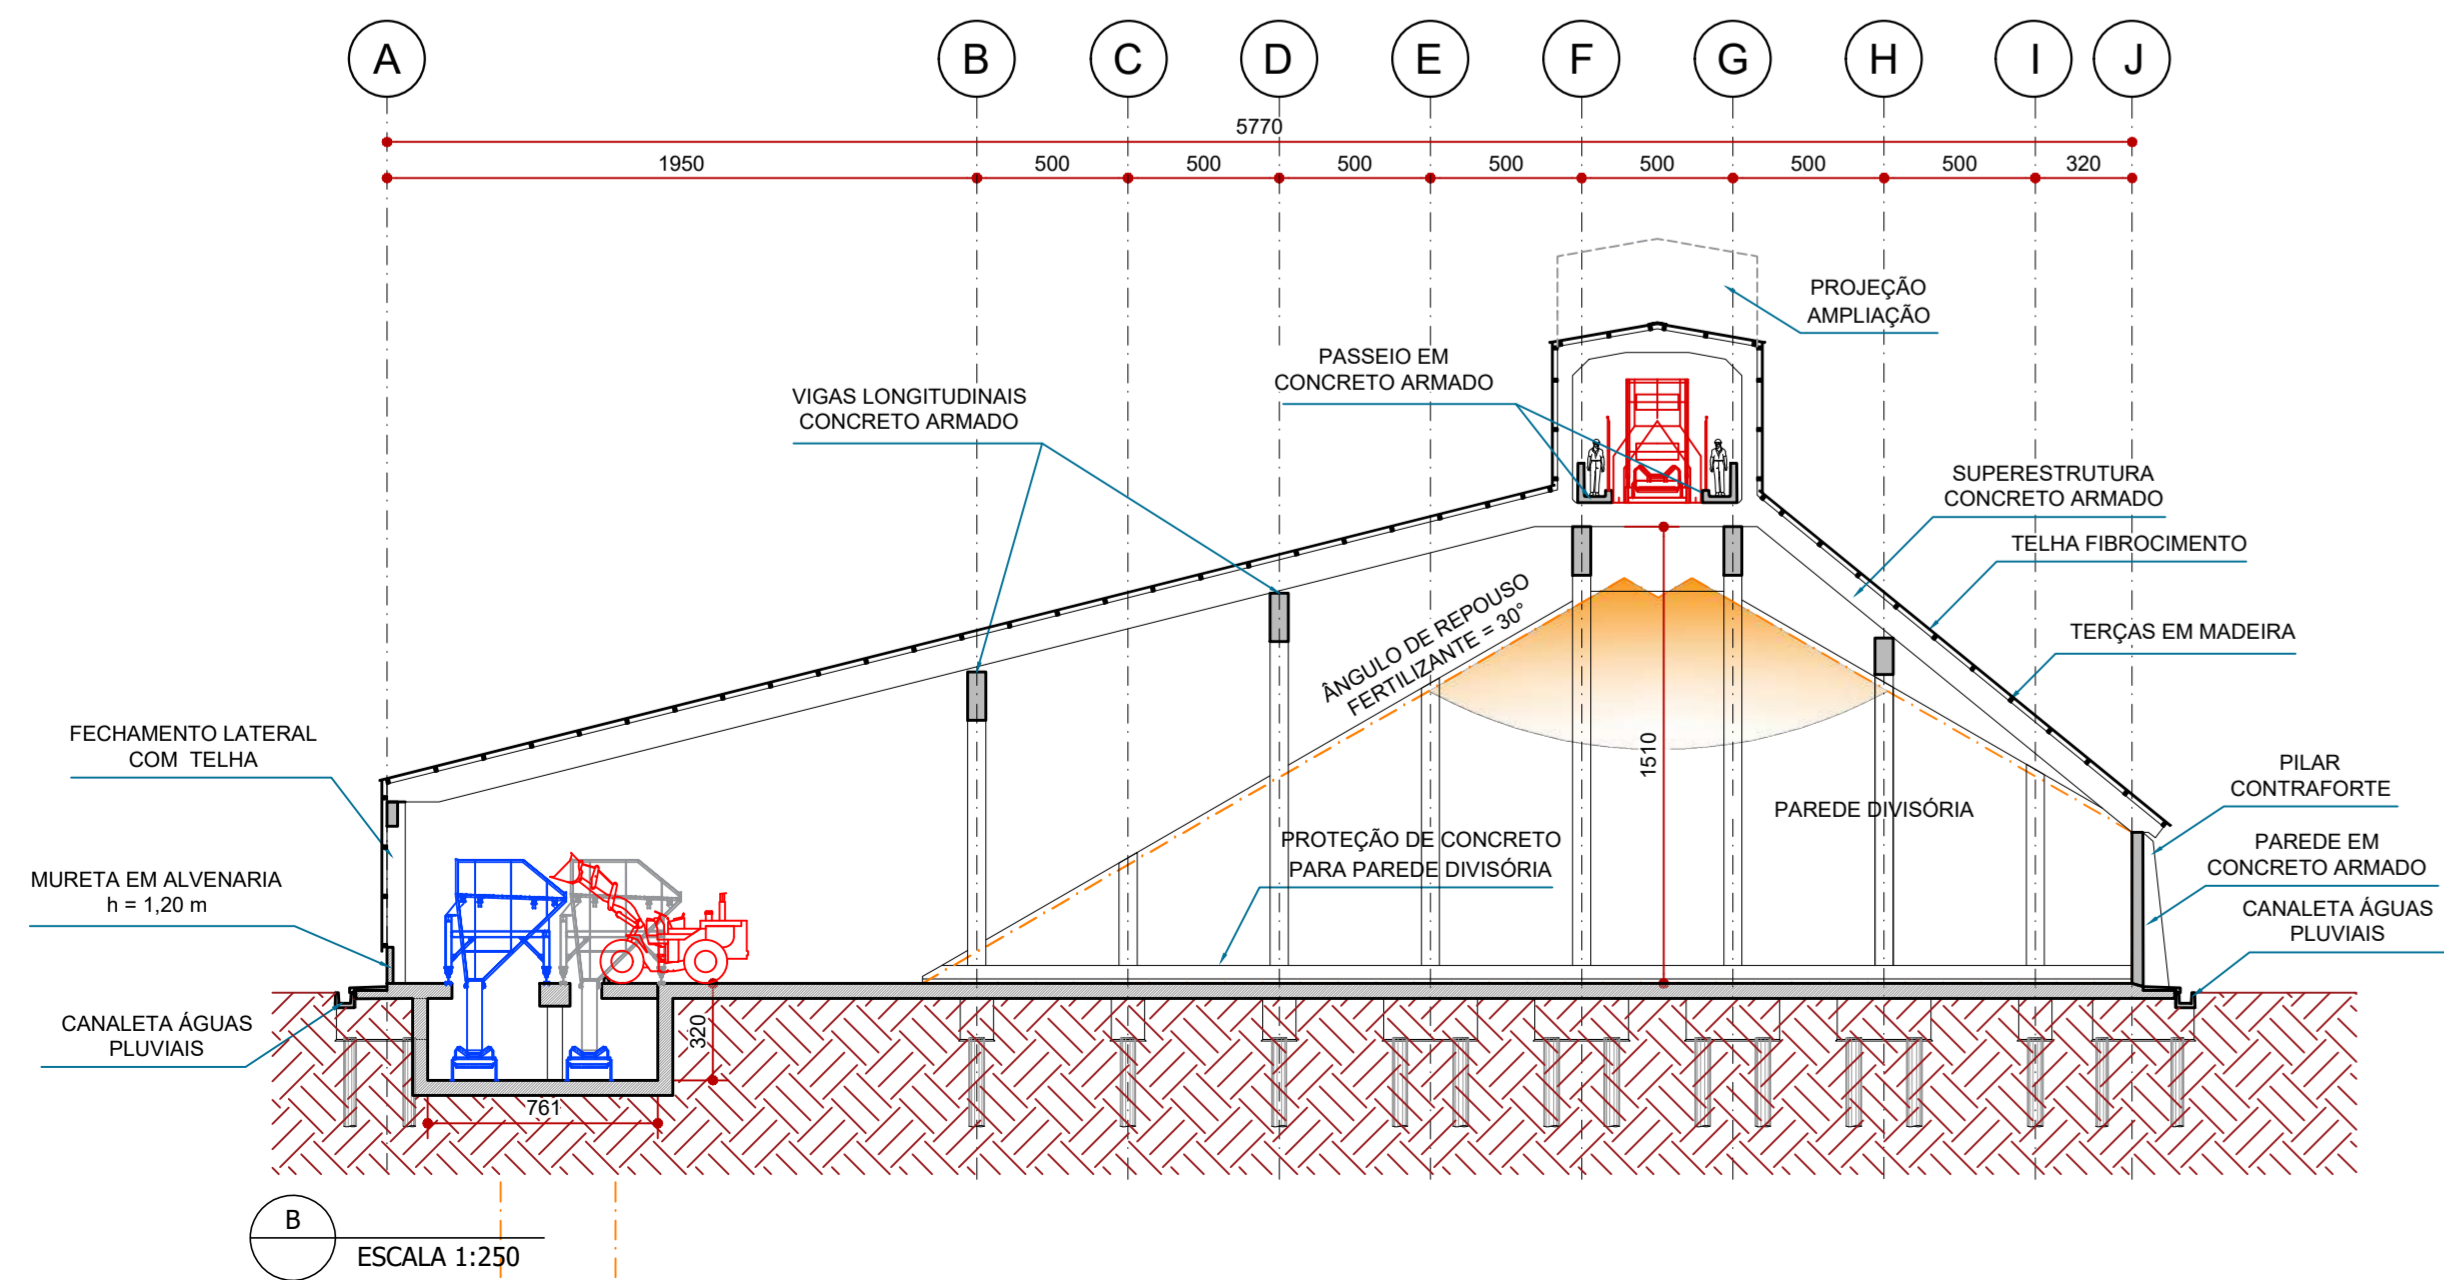 A B C D E F G H I J
5770
1950 500 500 500 500 500 500 500 320
PROJEÇÃO
AMPLIAÇÃO
PASSEIO EM
CONCRETO ARMADO
VIGAS LONGITUDINAIS
CONCRETO ARMADO
SUPERESTRUTURA
CONCRETO ARMADO
TELHA FIBROCIMENTO
ÂNGULO DE REPOUSO
FERTILIZANTE = 30°
TERÇAS EM MADEIRA
FECHAMENTO LATERAL
COM TELHA
1510
PILAR
CONTRAFORTE
PAREDE DIVISÓRIA
PROTEÇÃO DE CONCRETO
PARA PAREDE DIVISÓRIA
PAREDE EM
CONCRETO ARMADO
MURETA EM ALVENARIA
h = 1,20 m
CANALETA ÁGUAS
PLUVIAIS
CANALETA ÁGUAS
PLUVIAIS
320
761
B
ESCALA 1:250